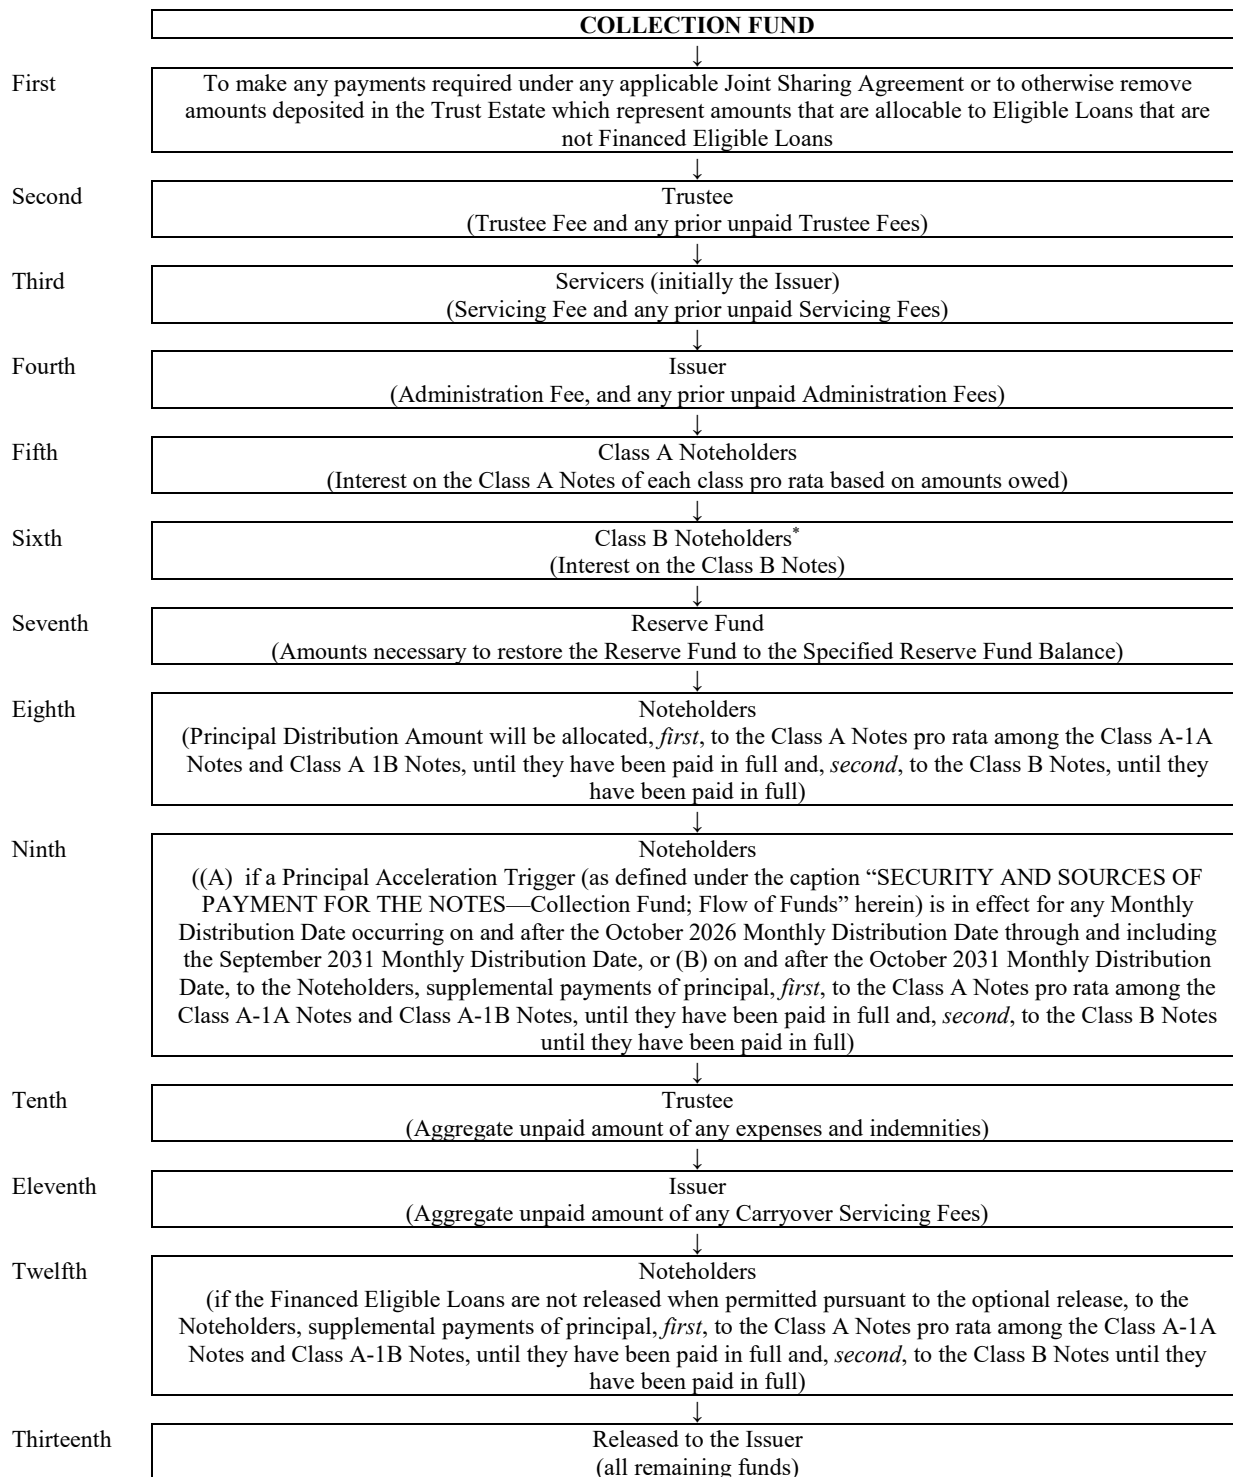 COLLECTION FUND
↓
First
To make any payments required under any applicable Joint Sharing Agreement or to otherwise remove
amounts deposited in the Trust Estate which represent amounts that are allocable to Eligible Loans that are
not Financed Eligible Loans
↓
Second
Trustee
(Trustee Fee and any prior unpaid Trustee Fees)
↓
Third
Servicers (initially the Issuer)
(Servicing Fee and any prior unpaid Servicing Fees)
↓
Fourth
Issuer
(Administration Fee, and any prior unpaid Administration Fees)
↓
Fifth
Class A Noteholders
(Interest on the Class A Notes of each class pro rata based on amounts owed)
↓
Sixth
Class B Noteholders*
(Interest on the Class B Notes)
↓
Seventh
Reserve Fund
(Amounts necessary to restore the Reserve Fund to the Specified Reserve Fund Balance)
↓
Eighth
Noteholders
(Principal Distribution Amount will be allocated, first, to the Class A Notes pro rata among the Class A-1A
Notes and Class A 1B Notes, until they have been paid in full and, second, to the Class B Notes, until they
have been paid in full)
↓
Ninth
Noteholders
((A) if a Principal Acceleration Trigger (as defined under the caption “SECURITY AND SOURCES OF
PAYMENT FOR THE NOTES—Collection Fund; Flow of Funds” herein) is in effect for any Monthly
Distribution Date occurring on and after the October 2026 Monthly Distribution Date through and including
the September 2031 Monthly Distribution Date, or (B) on and after the October 2031 Monthly Distribution
Date, to the Noteholders, supplemental payments of principal, first, to the Class A Notes pro rata among the
Class A-1A Notes and Class A-1B Notes, until they have been paid in full and, second, to the Class B Notes
until they have been paid in full)
↓
Tenth
Trustee
(Aggregate unpaid amount of any expenses and indemnities)
↓
Eleventh
Issuer
(Aggregate unpaid amount of any Carryover Servicing Fees)
↓
Twelfth
Noteholders
(if the Financed Eligible Loans are not released when permitted pursuant to the optional release, to the
Noteholders, supplemental payments of principal, first, to the Class A Notes pro rata among the Class A-1A
Notes and Class A-1B Notes, until they have been paid in full and, second, to the Class B Notes until they
have been paid in full)
↓
Thirteenth
Released to the Issuer
(all remaining funds)